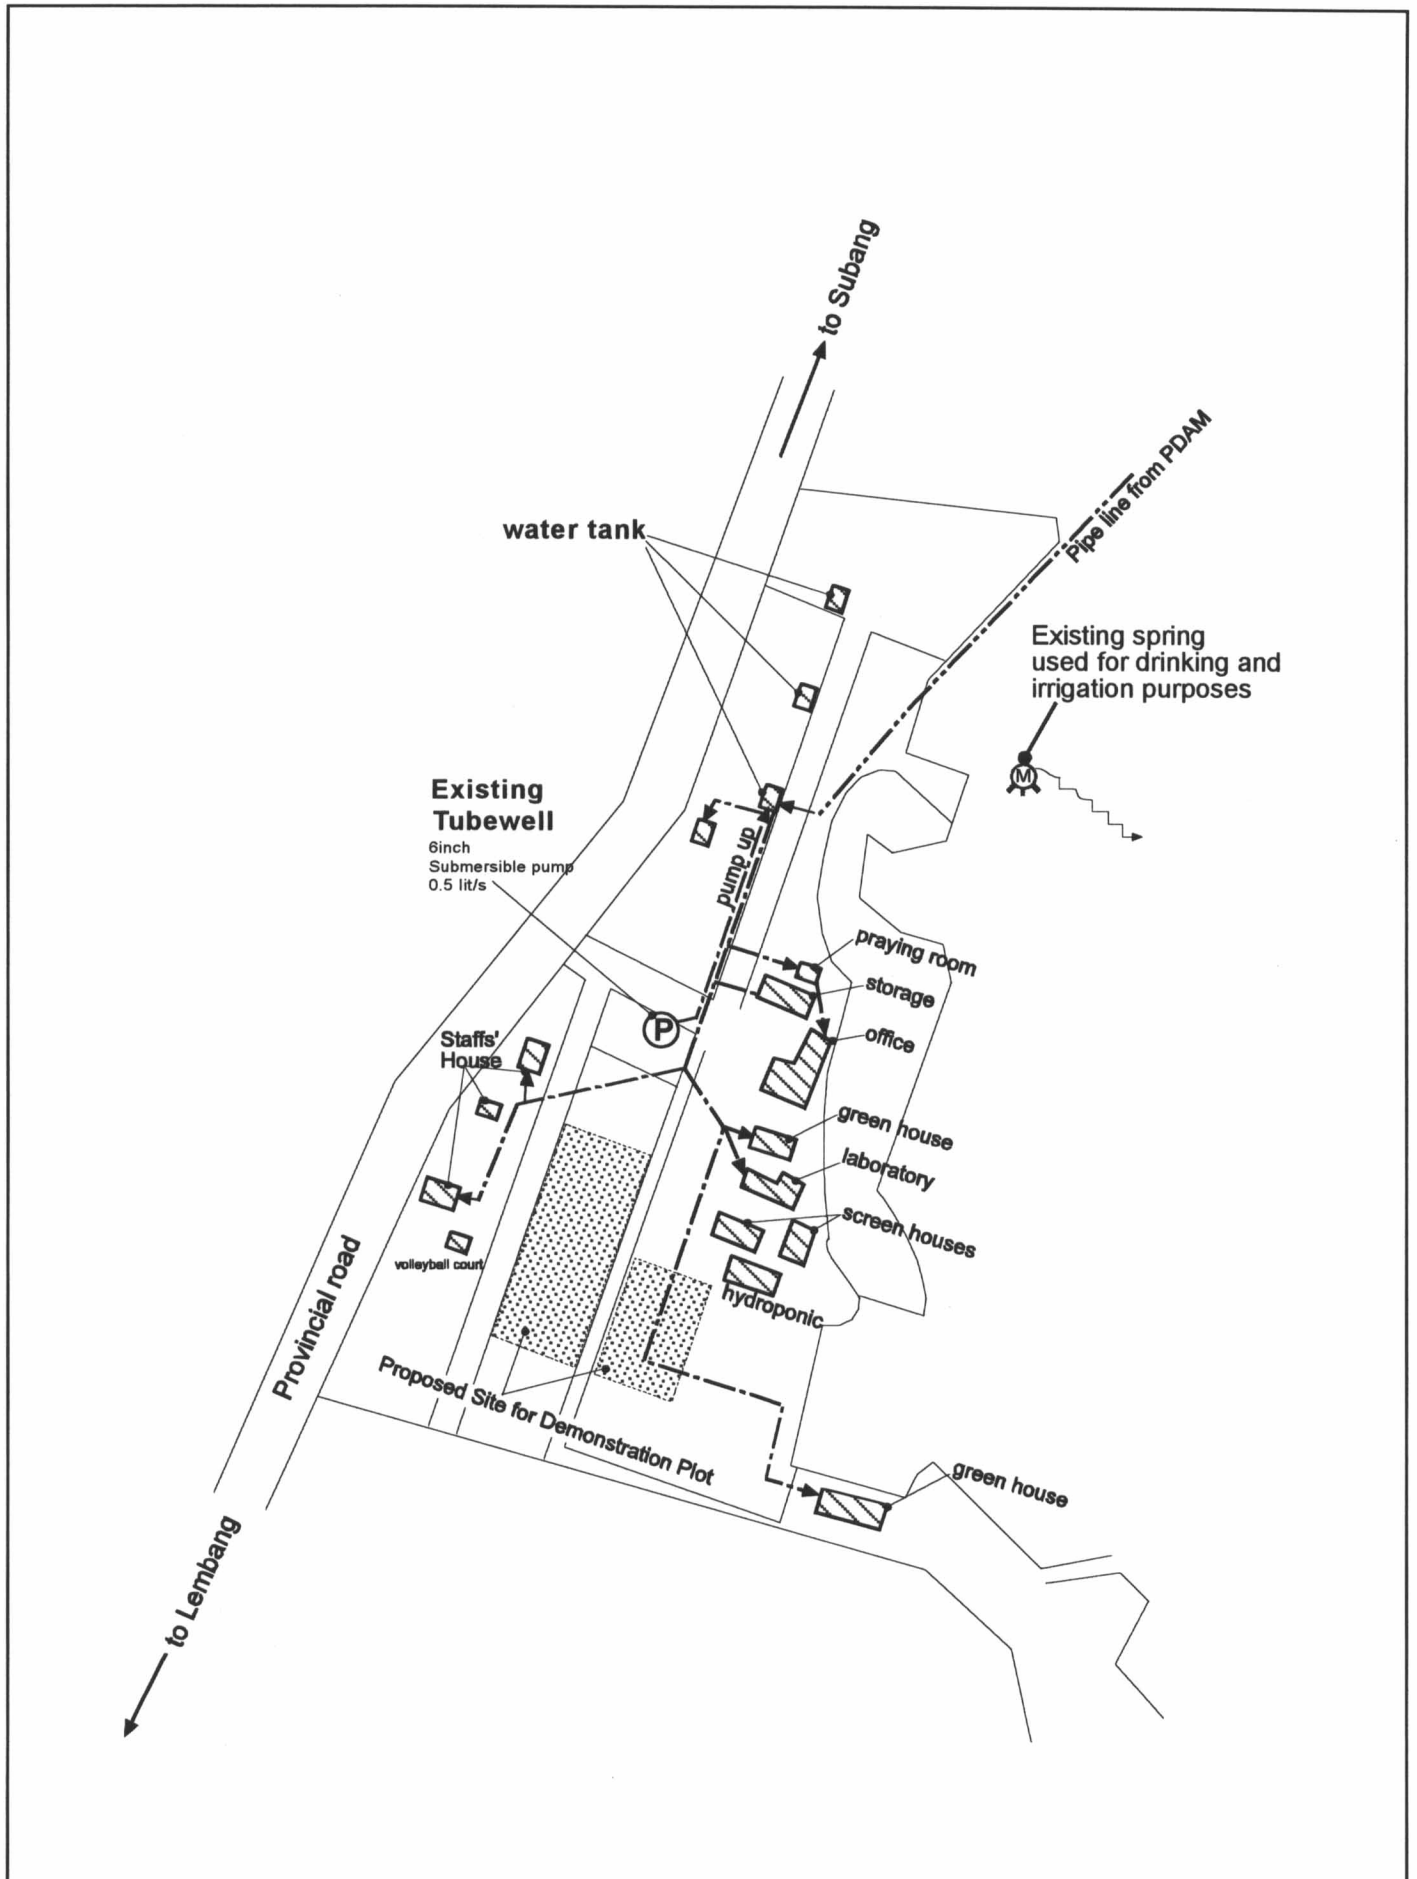 to Subang
Pipe line from PDAM
water tank
Existing spring
used for drinking and
irrigation purposes
M
Existing
Tubewell
6inch
Submersible pump
0.5 lit/s
pump up
praying room
storage
P
office
Staffs'
House
green house
laboratory
screen houses
volleyball court
hydroponic
Provincial road
Proposed Site for Demonstration Plot
green house
to Lembang